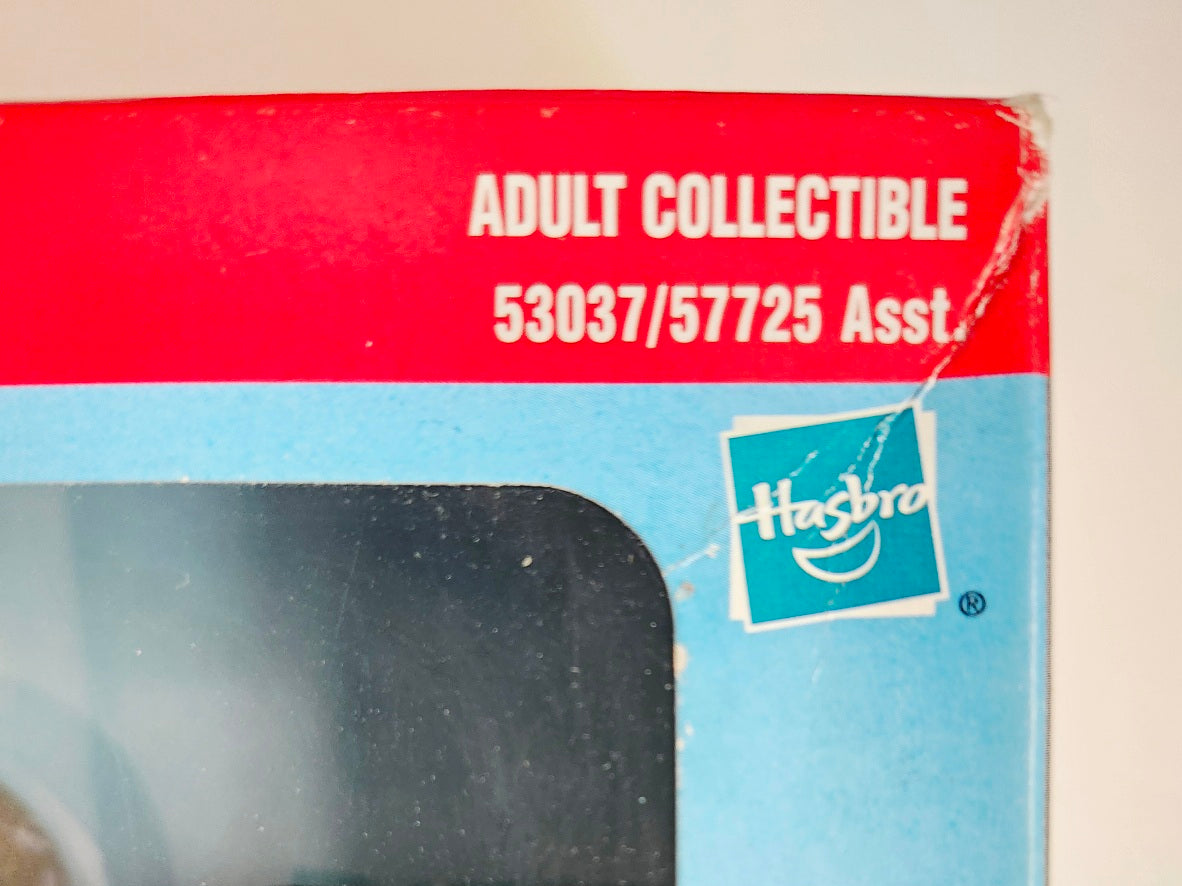 ADULT COLLECTIBLE
53037/57725 Asst.
Hasbro
®